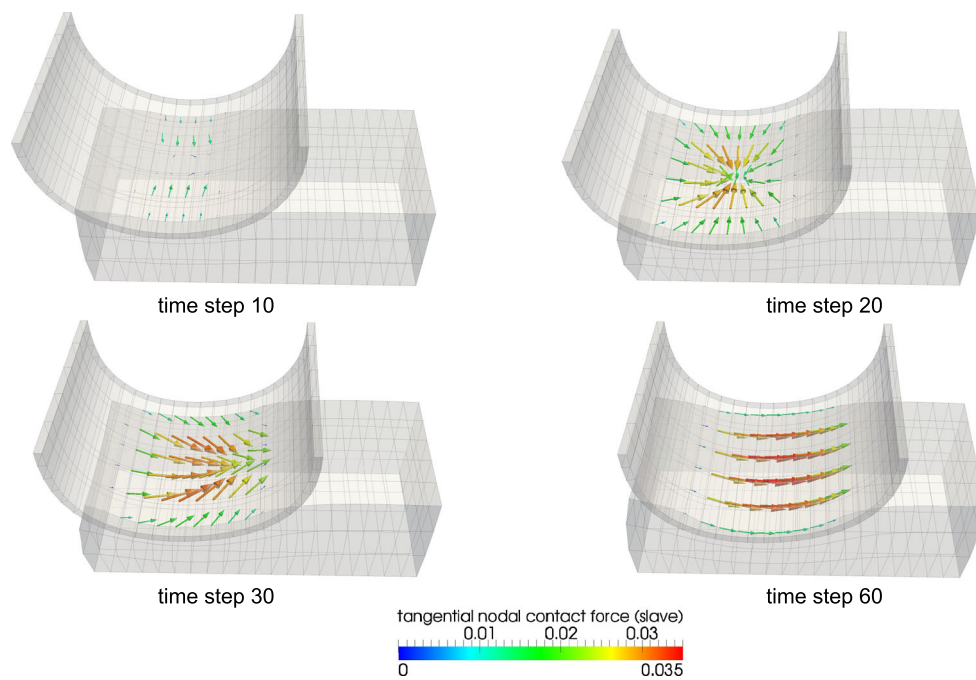 time step 10
time step 20
time step 30
time step 60
tangential nodal contact force (slave)
0.01 0.02 0.03
0 0.035